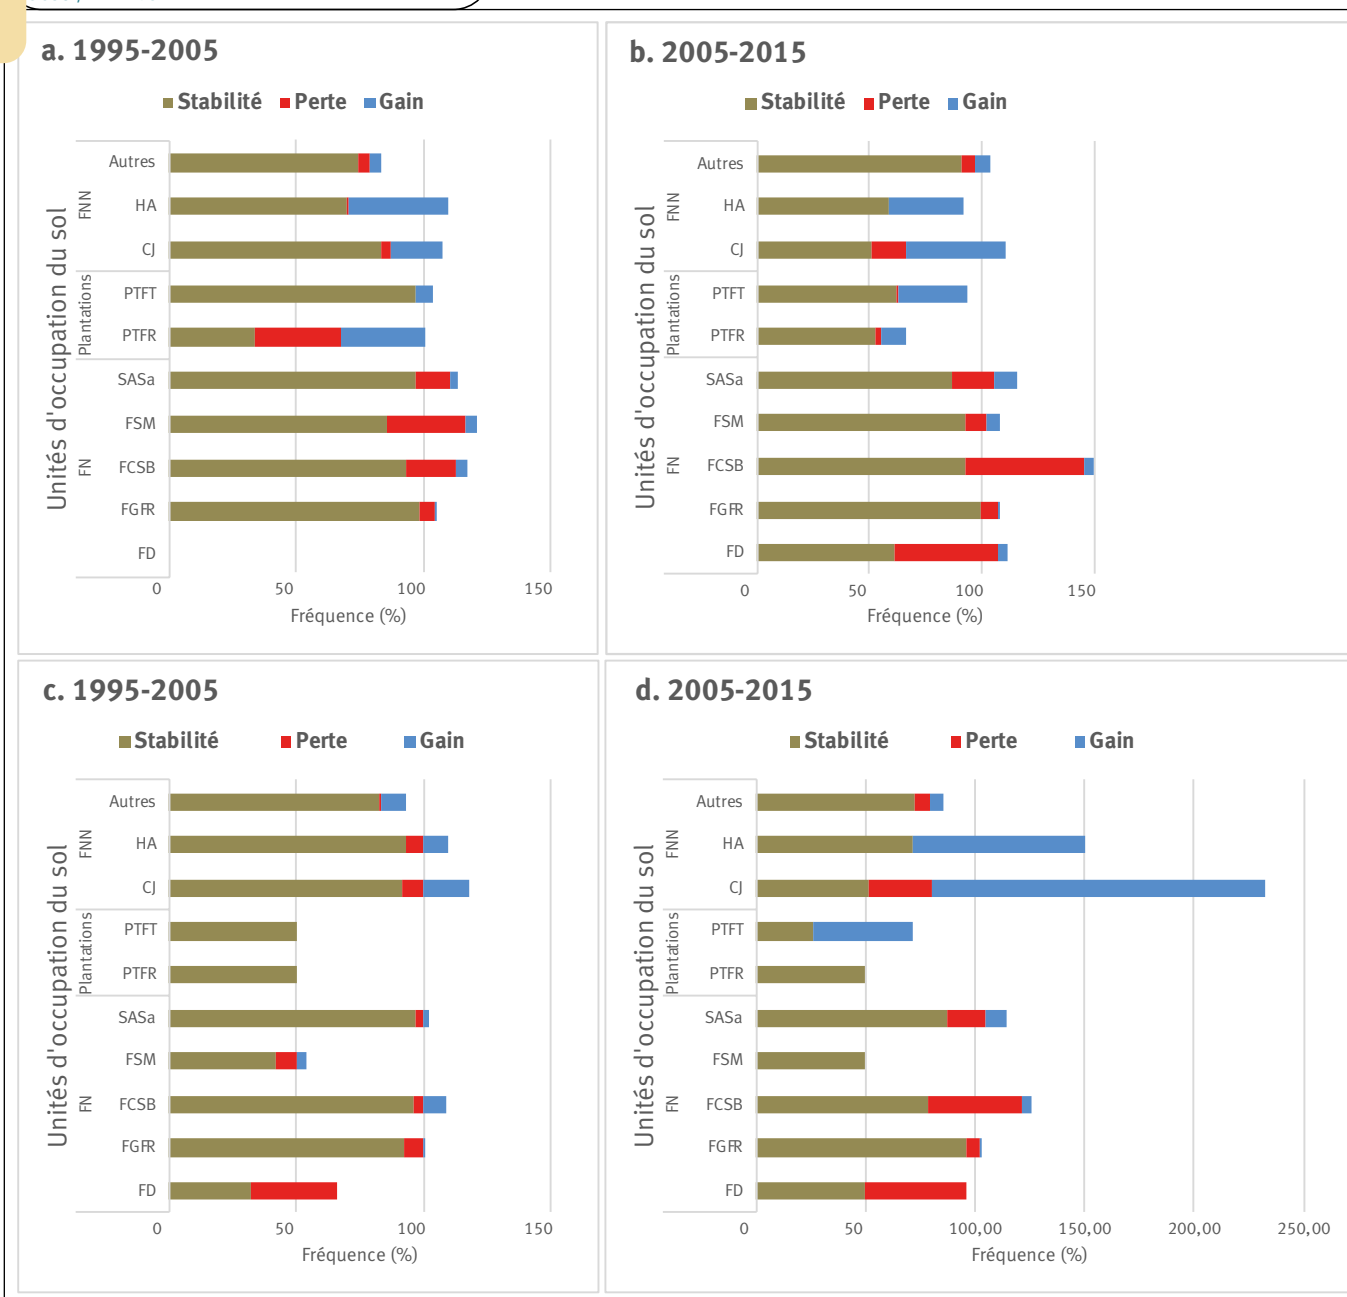 a. 1995-2005
Stabilité Perte Gain
Unités d'occupation du sol
FNN
Plantations
FN
Autres
HA
CJ
PTFT
PTFR
SASa
FSM
FCSB
FGFR
FD
0 50 100 150
Fréquence (%)
b. 2005-2015
Stabilité Perte Gain
Unités d'occupation du sol
FNN
Plantations
FN
Autres
HA
CJ
PTFT
PTFR
SASa
FSM
FCSB
FGFR
FD
0 50 100 150
Fréquence (%)
c. 1995-2005
Stabilité Perte Gain
Unités d'occupation du sol
FNN
Plantations
FN
Autres
HA
CJ
PTFT
PTFR
SASa
FSM
FCSB
FGFR
FD
0 50 100 150
Fréquence (%)
d. 2005-2015
Stabilité Perte Gain
Unités d'occupation du sol
FNN
Plantations
FN
Autres
HA
CJ
PTFT
PTFR
SASa
FSM
FCSB
FGFR
FD
0 50 100,00 150,00 200,00 250,00
Fréquence (%)